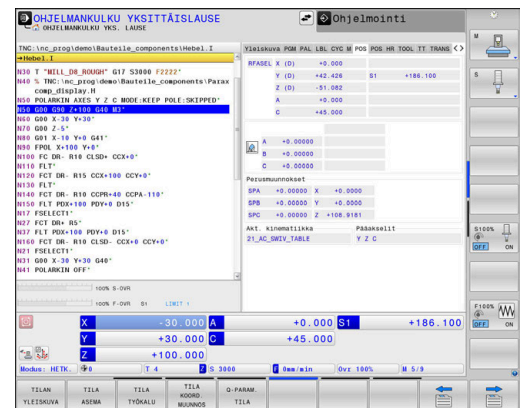 OHJELMANKULKU YKSITTÄISLAUSE
OHJELMANKULKU YKS. LAUSE
Ohjelmointi
TNC:\nc_prog\demo\Bauteile_components\Hebel.I
→Hebel.I
N30 T "MILL_D8_ROUGH" G17 S3000 F2222*
N40 % TNC:\nc_prog\demo\Bauteile_components\Parax
comp_display.H
N50 POLARKIN AXES Y Z C MODE:KEEP POLE:SKIPPED*
N50 G00 G90 Z+100 G40 M3*
N60 G00 X-30 Y+30*
N70 G00 Z-5*
N80 G01 X-10 Y+0 G41*
N90 FPOL X+100 Y+0*
N100 FC DR- R10 CLSD+ CCX+0*
N110 FLT*
N120 FCT DR- R15 CCX+100 CCY+0*
N130 FLT*
N140 FCT DR- R10 CCPR+40 CCPA-110*
N150 FLT PDX+100 PDY+0 D15*
N17 FSELECT1*
N27 FCT DR+ R5*
N37 FLT PDX+100 PDY+0 D15*
N160 FCT DR- R10 CLSD- CCX+0 CCY+0*
N21 FSELECT1*
N31 G00 X-30 Y+30 G40*
N41 POLARKIN OFF*
100% S-OVR
100% F-OVR S1 LIMIT 1
Yleiskuva PGM PAL LBL CYC M POS POS HR TOOL TT TRANS
RFASEL X (D) +0.000
Y (D) +42.426 S1 +186.100
Z (D) -51.082
A +0.000
C +45.000
A +0.00000
B +0.00000
C +0.00000
Perusmuunnokset
SPA +0.00000 X +0.0000
SPB +0.00000 Y +0.0000
SPC +0.00000 Z +108.9181
Akt. kinematiikka Pääakselit
21_AC_SWIV_TABLE Y Z C
X -30.000 A +0.000 S1 +186.100
Y +30.000 C +45.000
Z +100.000
Modus: HETK. 0 T 4 Z S 3000 F 0mm/min Ovr 100% M 5/9
TILAN YLEISKUVA
TILA ASEMA
TILA TYÖKALU
TILA KOORD. MUUNNOS
Q-PARAM. TILA
M
S
S100%
OFF ON
F100%
OFF ON